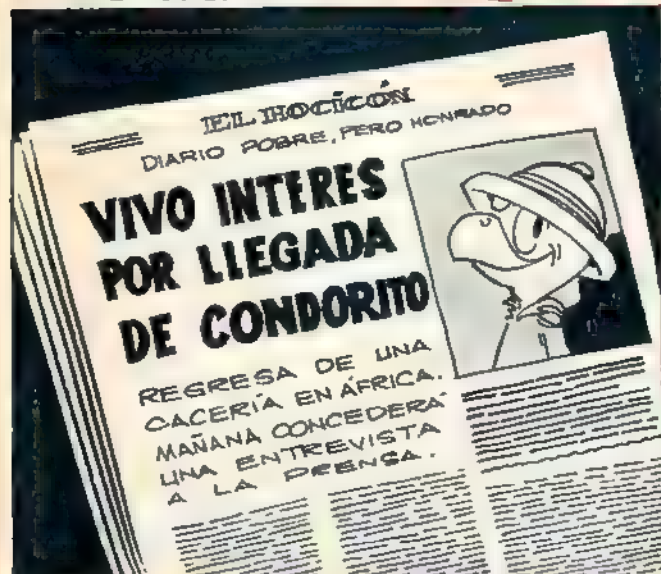 EL HOCICÓN
DIARIO POBRE, PERO HONRADO
VIVO INTERES
POR LLEGADA
DE CONDORITO
REGRESA DE UNA
CACERÍA EN ÁFRICA.
MAÑANA CONCEDERÁ
UNA ENTREVISTA
A LA PRENSA.